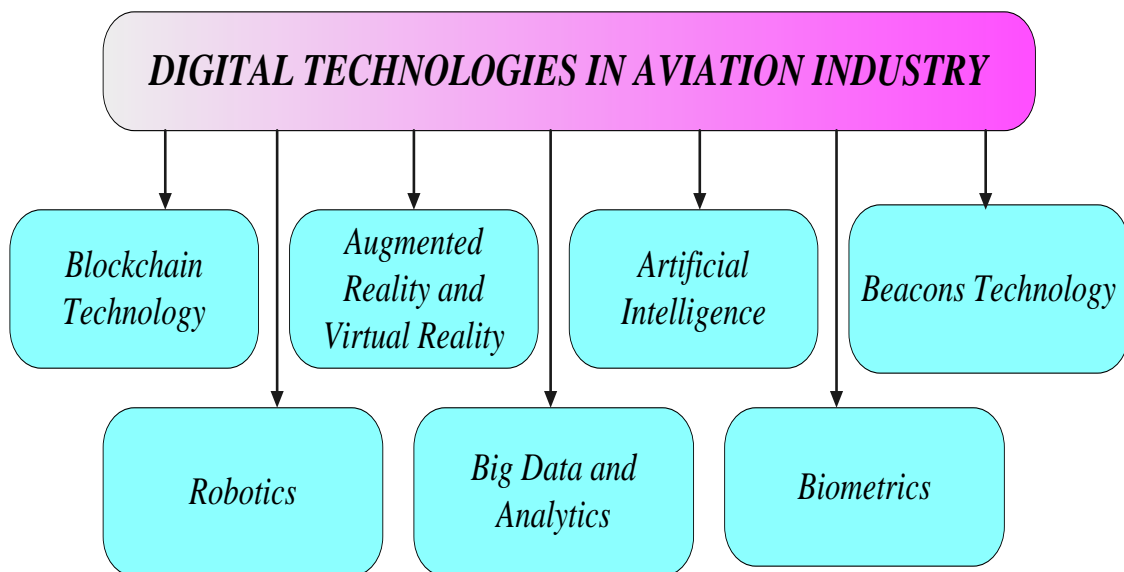 DIGITAL TECHNOLOGIES IN AVIATION INDUSTRY
Blockchain
Technology
Augmented
Reality and
Virtual Reality
Artificial
Intelligence
Beacons Technology
Robotics
Big Data and
Analytics
Biometrics